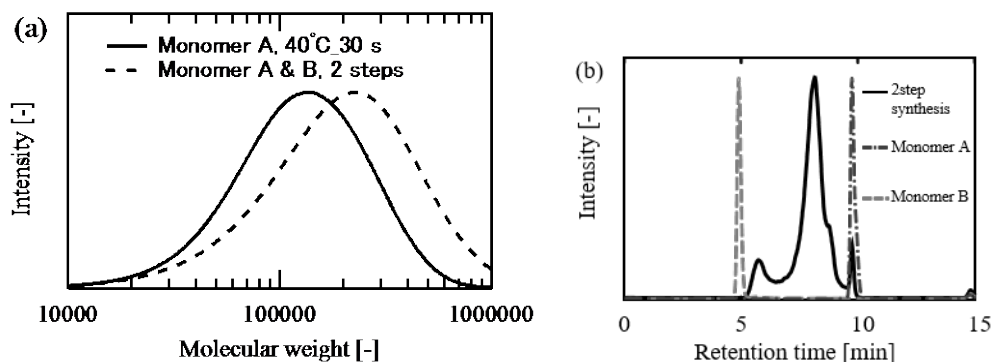 (a)
Monomer A, 40°C_30 s
Monomer A & B, 2 steps
Intensity [-]
10000
100000
1000000
Molecular weight [-]
(b)
2step
synthesis
Monomer A
Monomer B
Intensity [-]
0
5
10
15
Retention time [min]